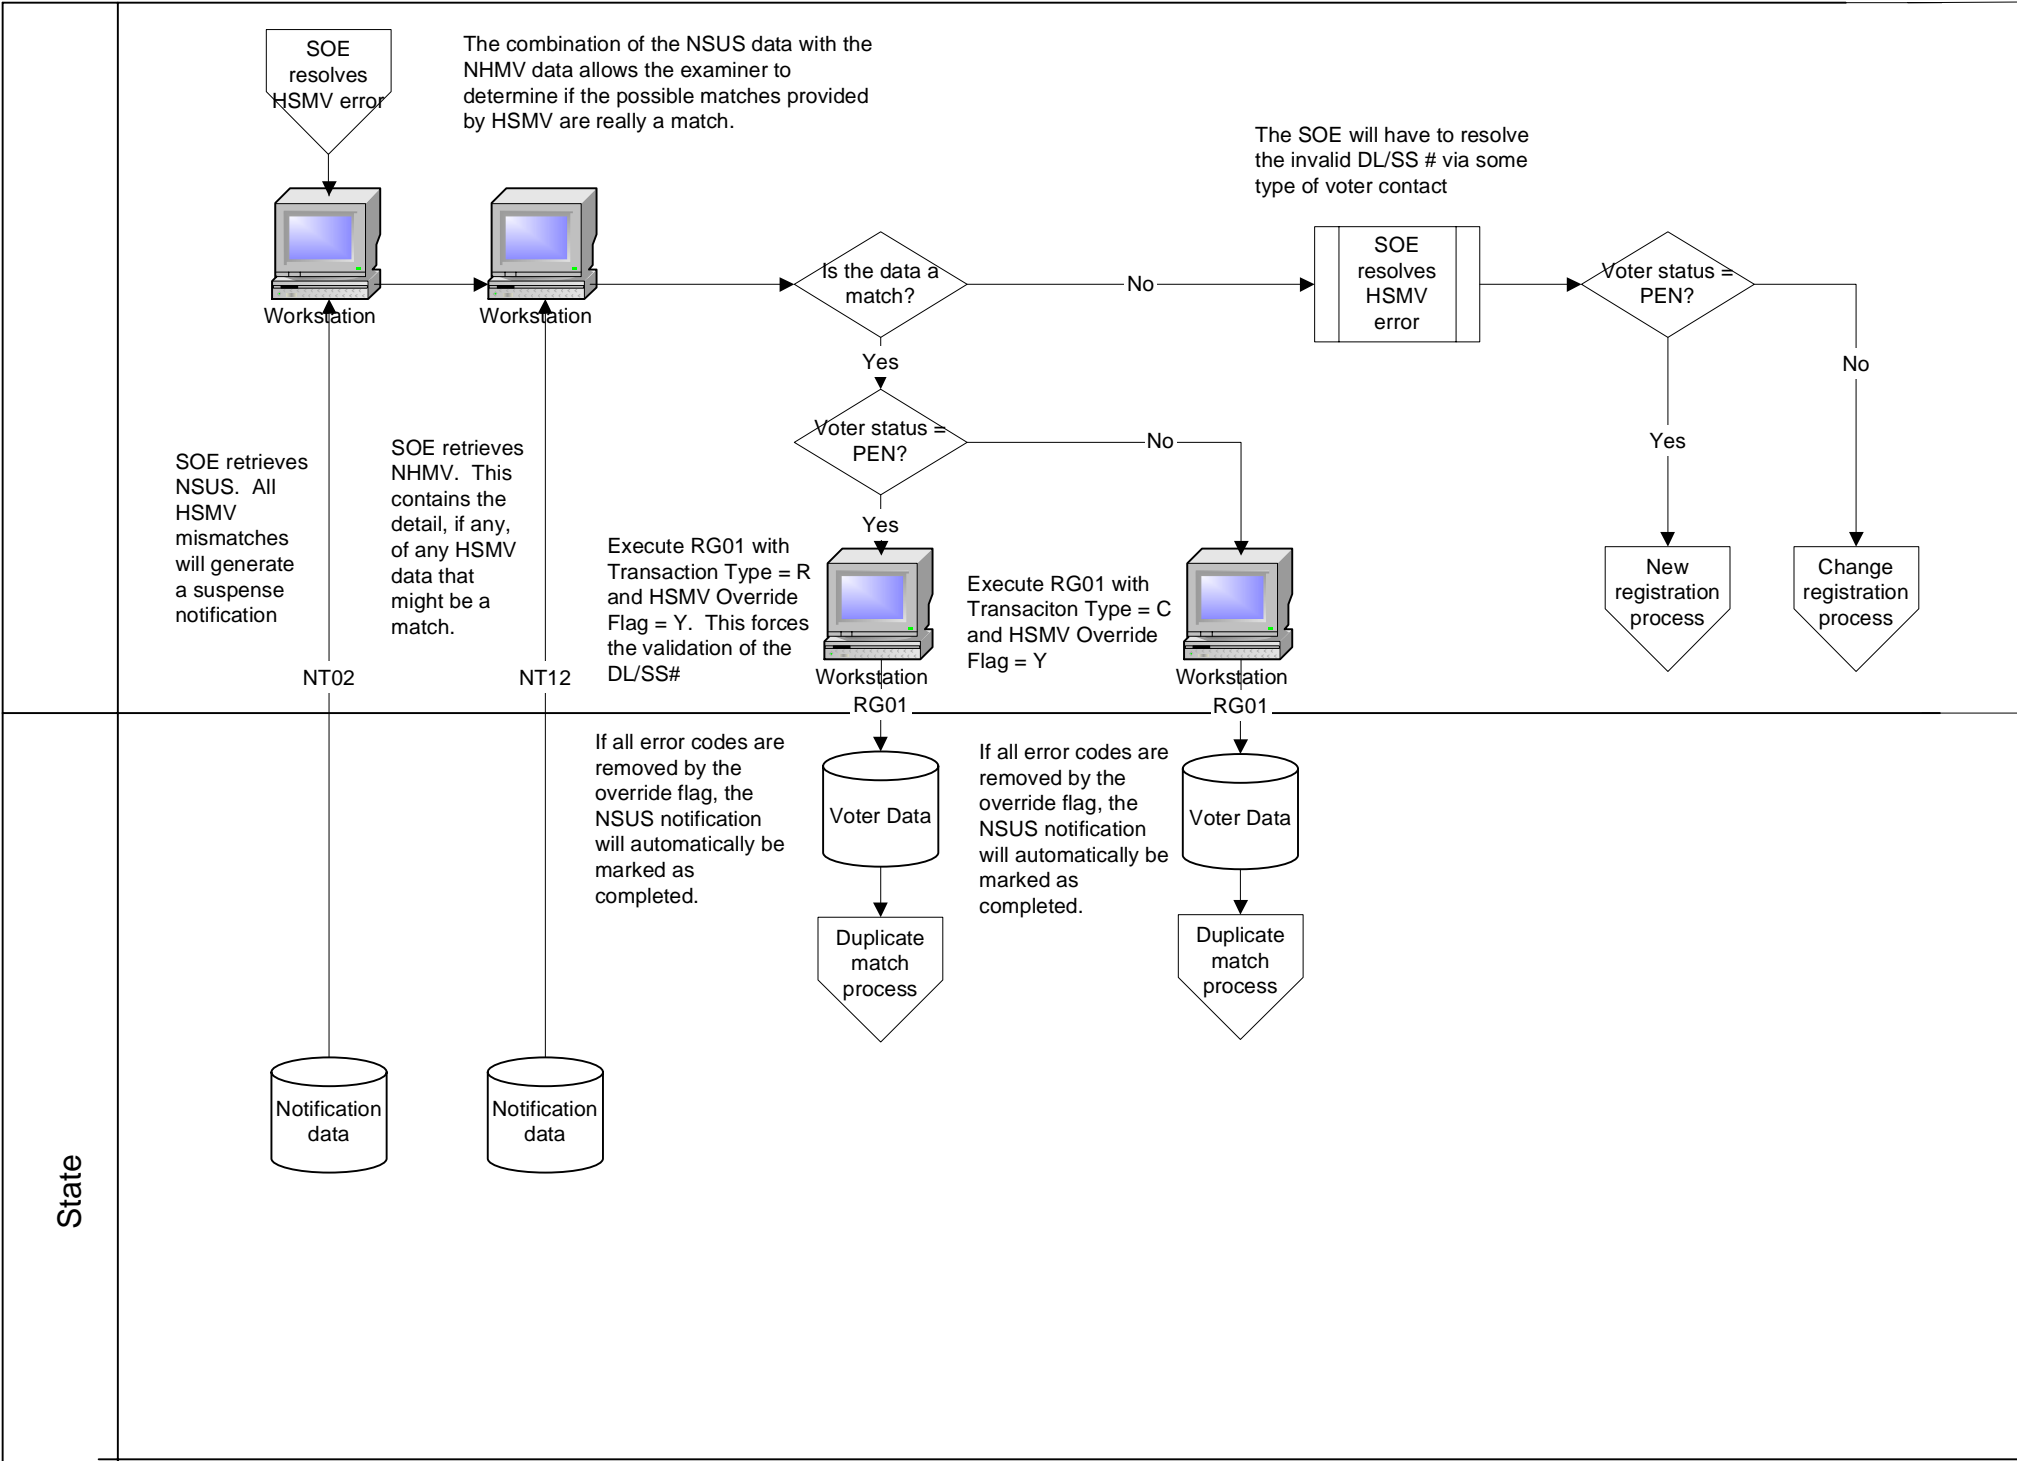 SOE
resolves
HSMV error
The combination of the NSUS data with the
NHMV data allows the examiner to
determine if the possible matches provided
by HSMV are really a match.
The SOE will have to resolve
the invalid DL/SS # via some
type of voter contact
Workstation
Workstation
Is the data a
match?
No
SOE
resolves
HSMV
error
Voter status =
PEN?
Yes
No
Voter status =
PEN?
No
Yes
Yes
SOE retrieves
NSUS.  All
HSMV
mismatches
will generate
a suspense
notification
SOE retrieves
NHMV.  This
contains the
detail, if any,
of any HSMV
data that
might be a
match.
Execute RG01 with
Transaction Type = R
and HSMV Override
Flag = Y.  This forces
the validation of the
DL/SS#
Execute RG01 with
Transaciton Type = C
and HSMV Override
Flag = Y
New
registration
process
Change
registration
process
NT02
NT12
Workstation
Workstation
RG01
RG01
If all error codes are
removed by the
override flag, the
NSUS notification
will automatically be
marked as
completed.
Voter Data
If all error codes are
removed by the
override flag, the
NSUS notification
will automatically be
marked as
completed.
Voter Data
Duplicate
match
process
Duplicate
match
process
Notification
data
Notification
data
State